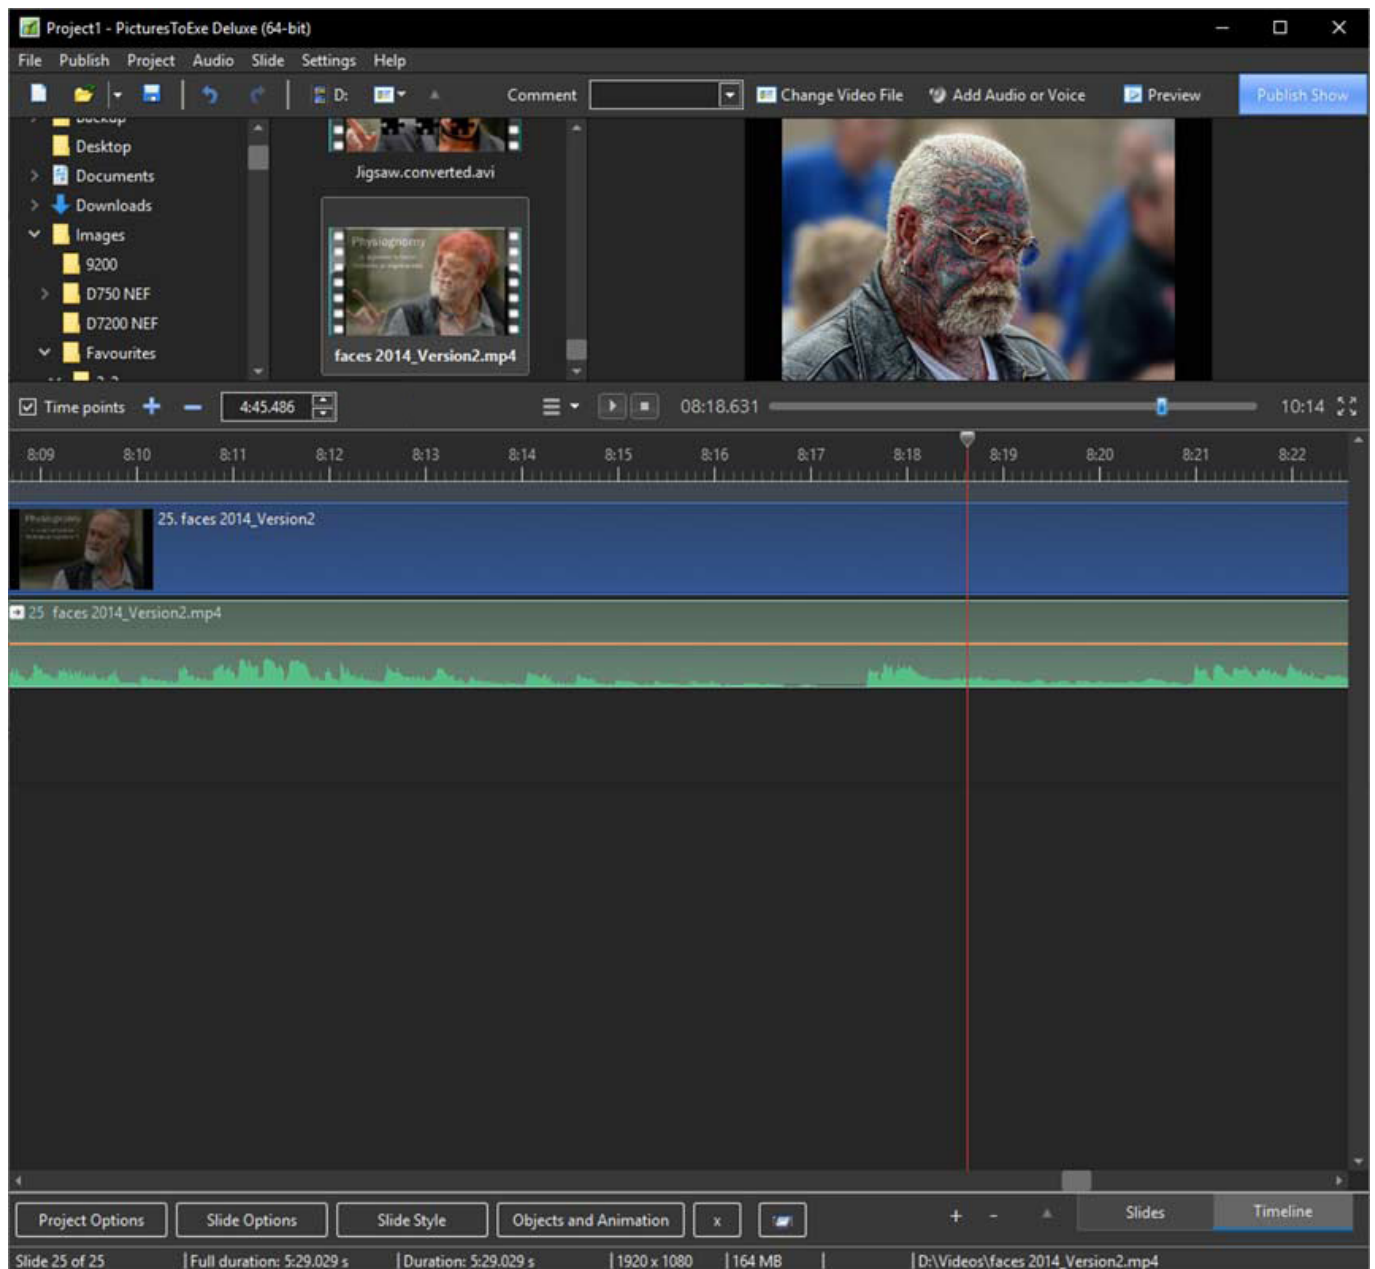 Project1 - PicturesToExe Deluxe (64-bit)
File Publish Project Audio Slide Settings Help
D: Comment Change Video File Add Audio or Voice Preview Publish Show
Backup
Desktop
Documents
Downloads
Images
9200
D750 NEF
D7200 NEF
Favourites
Jigsaw.converted.avi
Physiognomy
faces 2014_Version2.mp4
Time points 4:45.486 08:18.631 10:14
8:09 8:10 8:11 8:12 8:13 8:14 8:15 8:16 8:17 8:18 8:19 8:20 8:21 8:22
25. faces 2014_Version2
25 faces 2014_Version2.mp4
Project Options Slide Options Slide Style Objects and Animation x + - Slides Timeline
Slide 25 of 25 Full duration: 5:29.029 s Duration: 5:29.029 s 1920 x 1080 164 MB D:\Videos\faces 2014_Version2.mp4